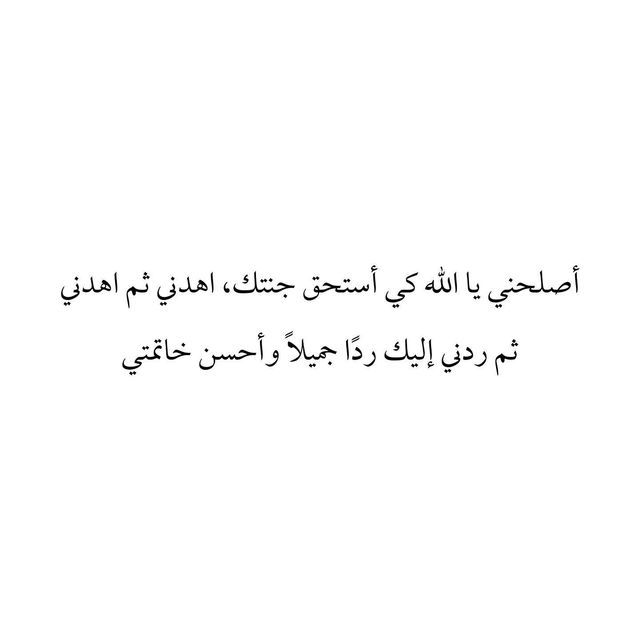 أصلحني يا الله كي أستحق جنتك، اهدني ثم اهدني
ثم ردني إليك ردًا جميلاً وأحسن خاتمتي